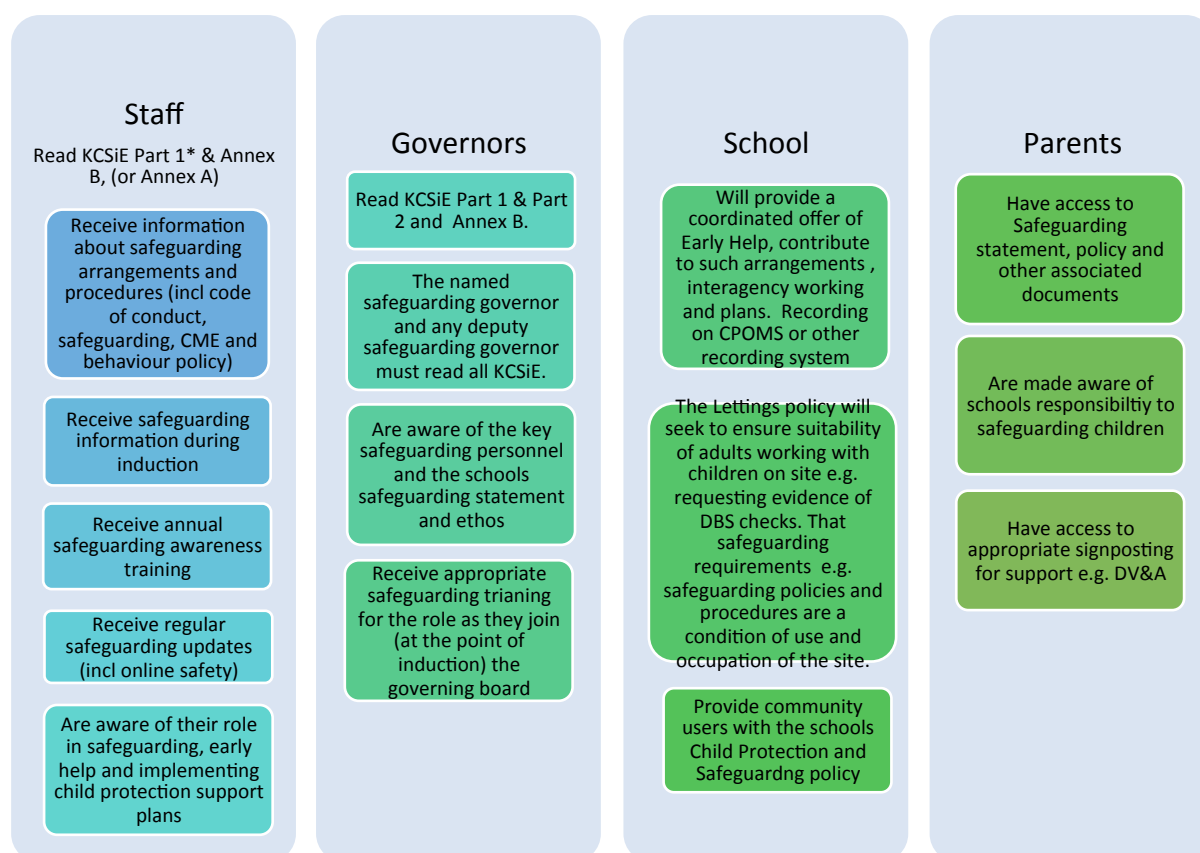 Staff
Read KCSiE Part 1* & Annex
B, (or Annex A)
Receive information
about safeguarding
arrangements and
procedures (incl code
of conduct,
safeguarding, CME and
behaviour policy)
Receive safeguarding
information during
induction
Receive annual
safeguarding awareness
training
Receive regular
safeguarding updates
(incl online safety)
Are aware of their role
in safeguarding, early
help and implementing
child protection support
plans
Governors
Read KCSiE Part 1 & Part
2 and Annex B.
The named
safeguarding governor
and any deputy
safeguarding governor
must read all KCSiE.
Are aware of the key
safeguarding personnel
and the schools
safeguarding statement
and ethos
Receive appropriate
safeguarding trianing
for the role as they join
(at the point of
induction) the
governing board
School
Will provide a
coordinated offer of
Early Help, contribute
to such arrangements ,
interagency working
and plans. Recording
on CPOMS or other
recording system
The Lettings policy will
seek to ensure suitability
of adults working with
children on site e.g.
requesting evidence of
DBS checks. That
safeguarding
requirements e.g.
safeguarding policies and
procedures are a
condition of use and
occupation of the site.
Provide community
users with the schools
Child Protection and
Safeguardng policy
Parents
Have access to
Safeguarding
statement, policy and
other associated
documents
Are made aware of
schools responsibiltiy to
safeguarding children
Have access to
appropriate signposting
for support e.g. DV&A